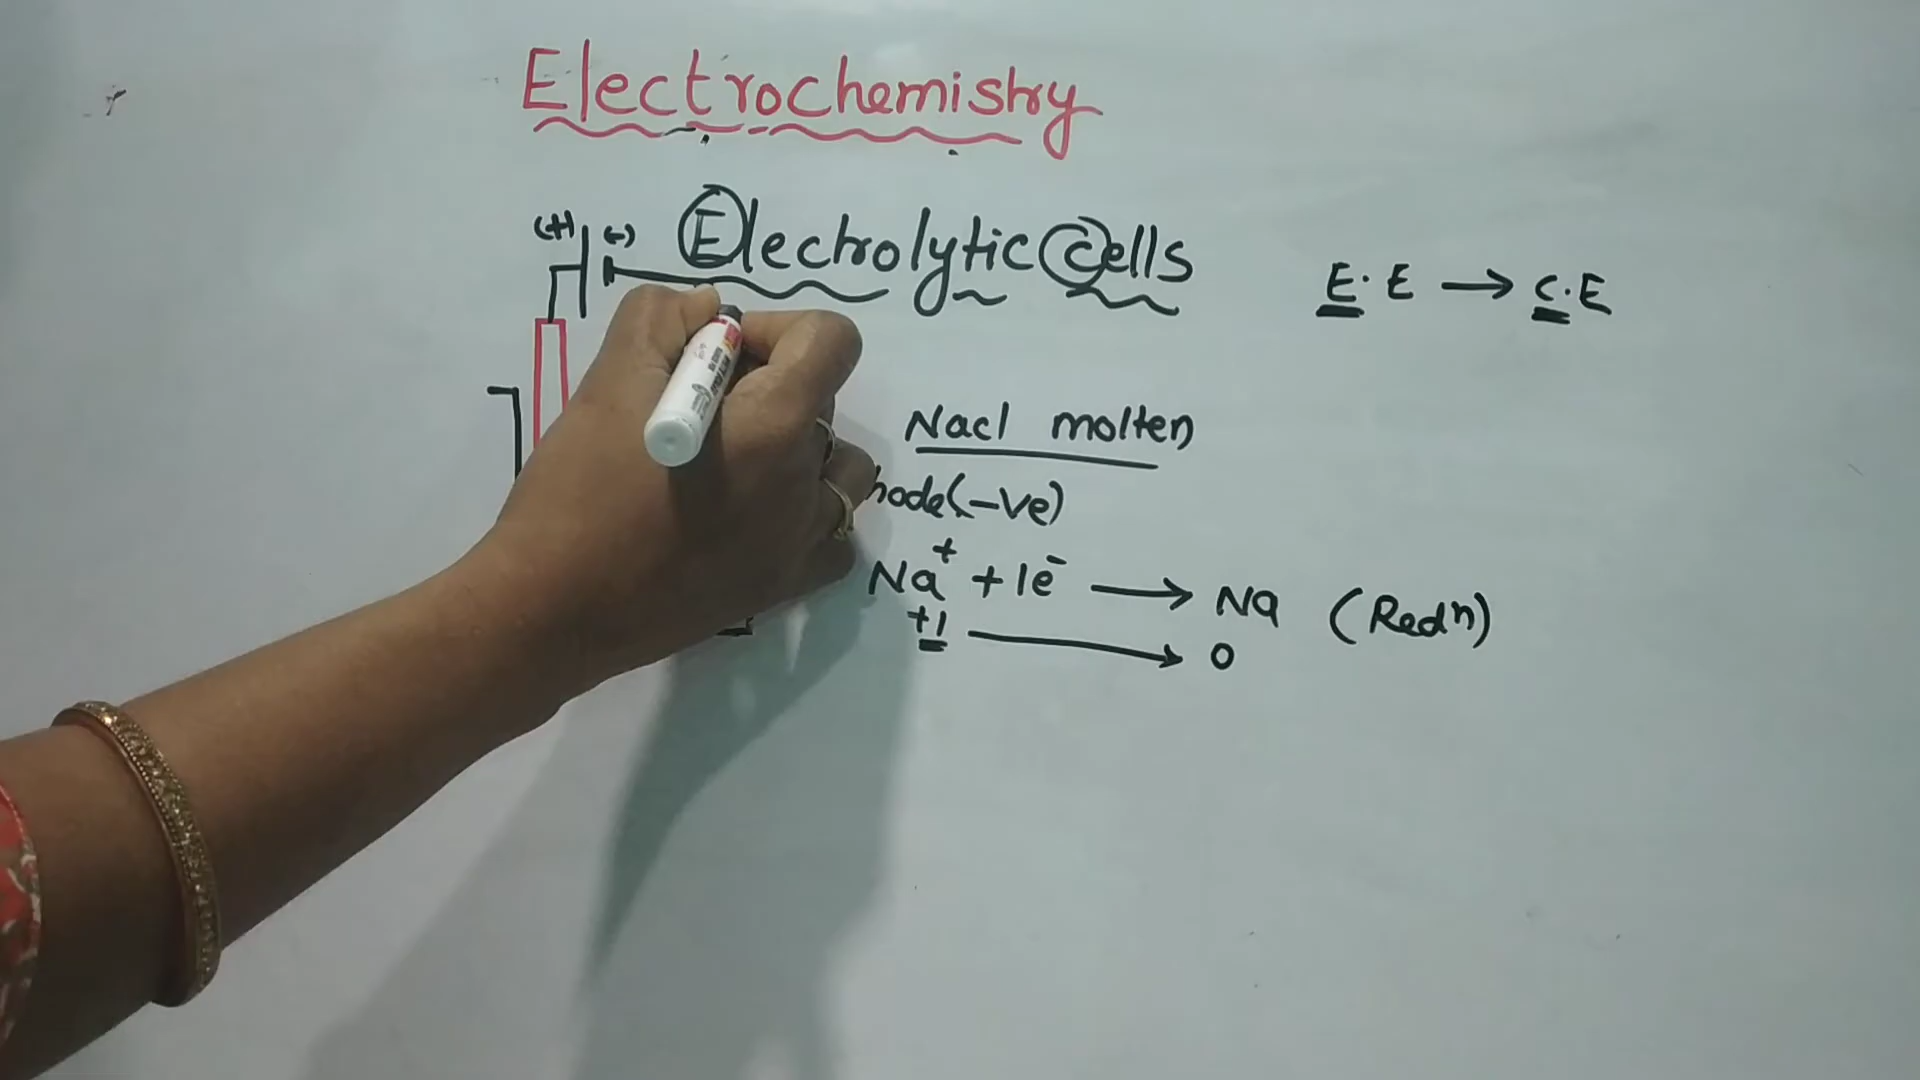 Electrochemistry
(+) (-) Electrolytic cells
E.E → C.E
Nacl molten
hode(-Ve)
Na⁺ + 1e⁻ → Na (Redⁿ)
+1 → 0